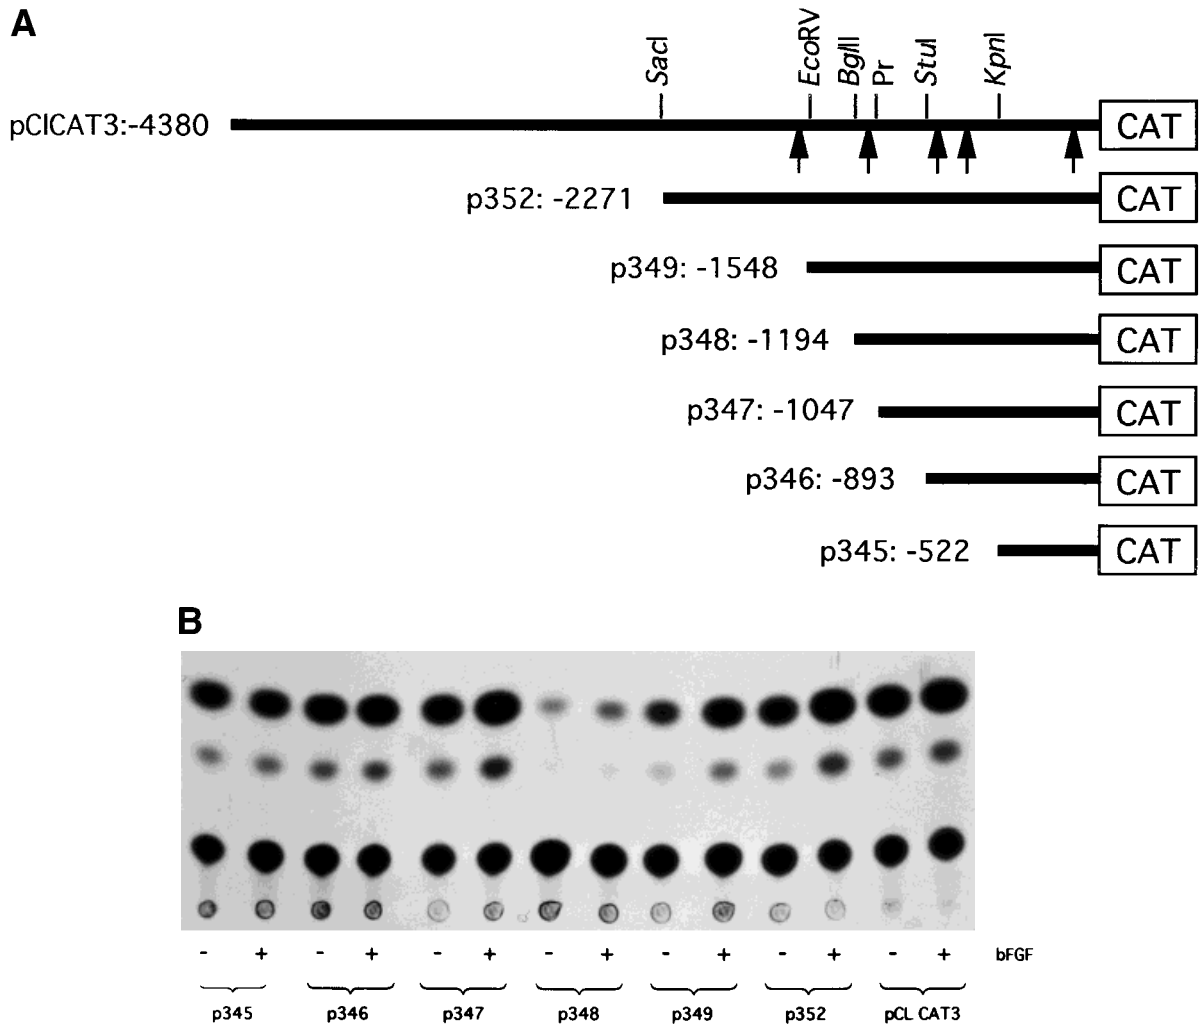 A
SacI
EcoRV
BglII
Pr
StuI
KpnI
pClCAT3:-4380
CAT
p352: -2271
CAT
p349: -1548
CAT
p348: -1194
CAT
p347: -1047
CAT
p346: -893
CAT
p345: -522
CAT
B
- + - + - + - + - + - + - + bFGF
p345 p346 p347 p348 p349 p352 pCL CAT3